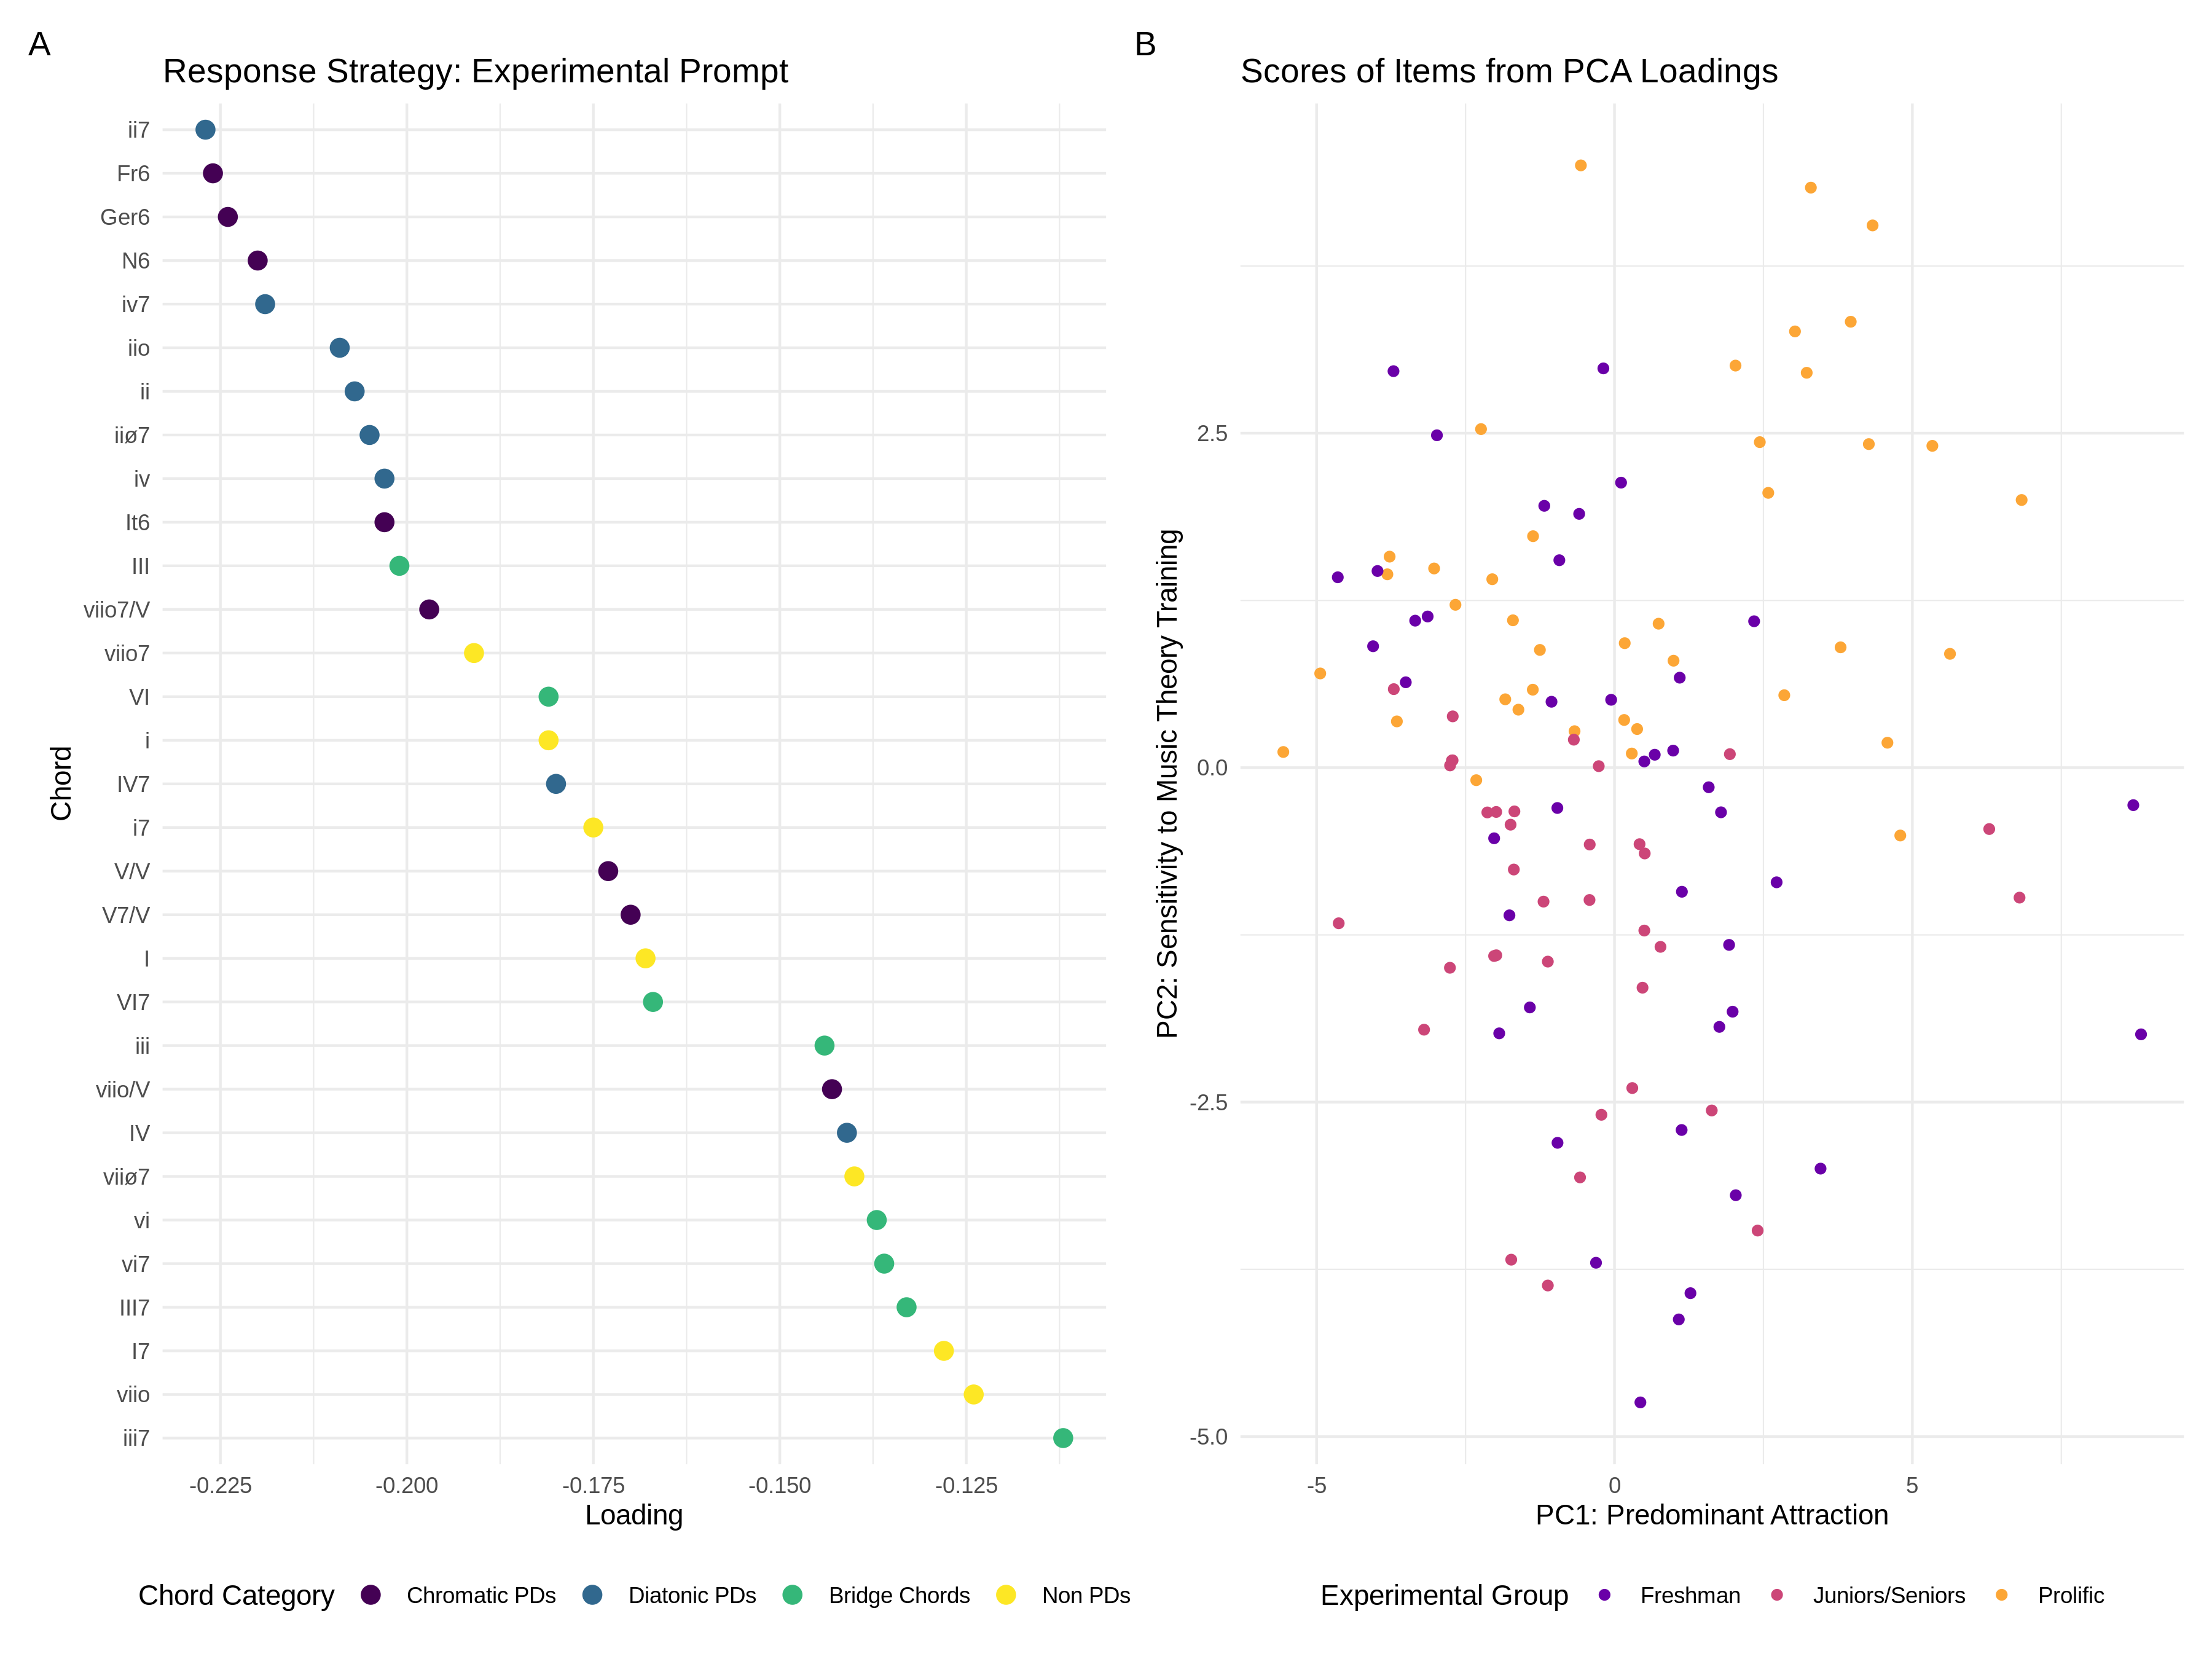 A
Response Strategy: Experimental Prompt
ii7
Fr6
Ger6
N6
iv7
iio
ii
iiø7
iv
It6
III
viio7/V
viio7
VI
i
IV7
i7
V/V
V7/V
I
VI7
iii
viio/V
IV
viiø7
vi
vi7
III7
I7
viio
iii7
Chord
-0.225 -0.200 -0.175 -0.150 -0.125
Loading
Chord Category Chromatic PDs Diatonic PDs Bridge Chords Non PDs
B
Scores of Items from PCA Loadings
PC2: Sensitivity to Music Theory Training
2.5
0.0
-2.5
-5.0
-5 0 5
PC1: Predominant Attraction
Experimental Group Freshman Juniors/Seniors Prolific